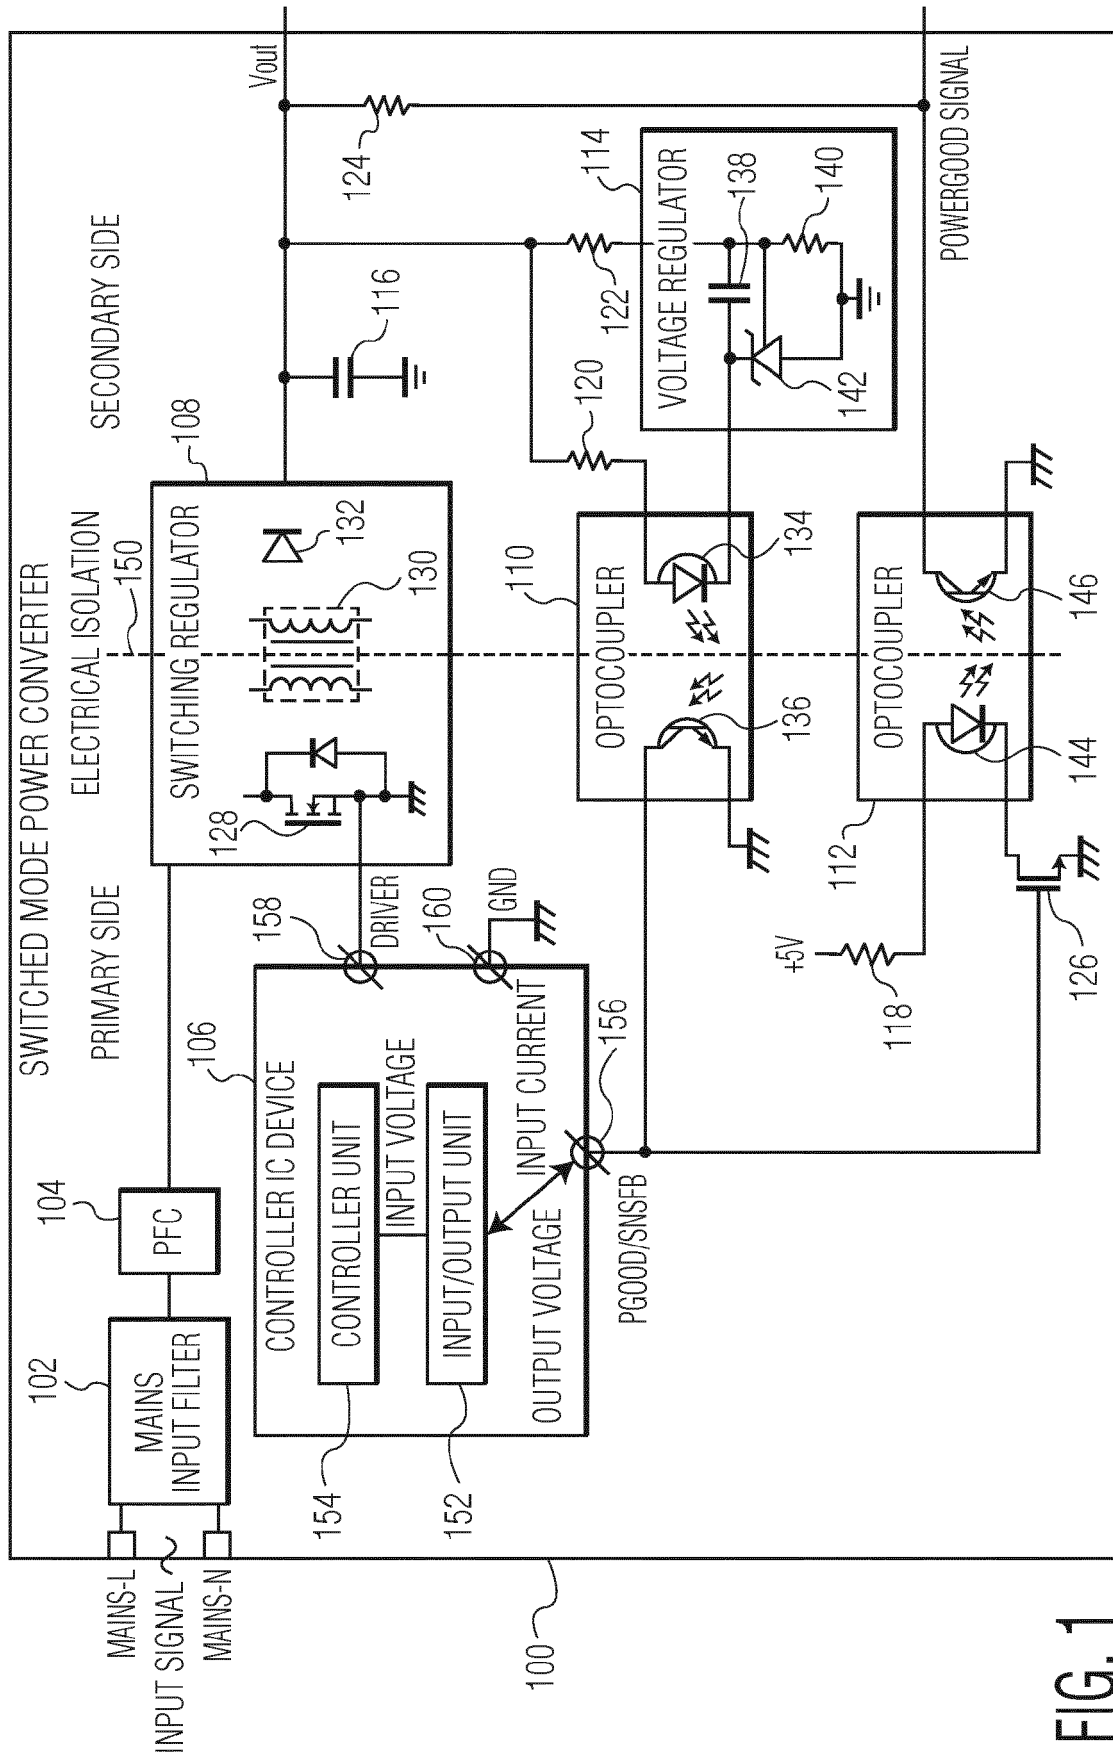 SWITCHED MODE POWER CONVERTER
PRIMARY SIDE
ELECTRICAL ISOLATION
150
SECONDARY SIDE
MAINS-L
INPUT SIGNAL
MAINS-N
102
MAINS
INPUT FILTER
104
PFC
106
CONTROLLER IC DEVICE
CONTROLLER UNIT
154
INPUT VOLTAGE
INPUT/OUTPUT UNIT
152
OUTPUT VOLTAGE
INPUT CURRENT
158
DRIVER
160
GND
156
PGOOD/SNSFB
108
SWITCHING REGULATOR
128
130
132
Vout
116
124
110
OPTOCOUPLER
136
134
120
122
114
VOLTAGE REGULATOR
138
140
142
112
OPTOCOUPLER
144
146
+5V
118
126
POWERGOOD SIGNAL
100
FIG. 1